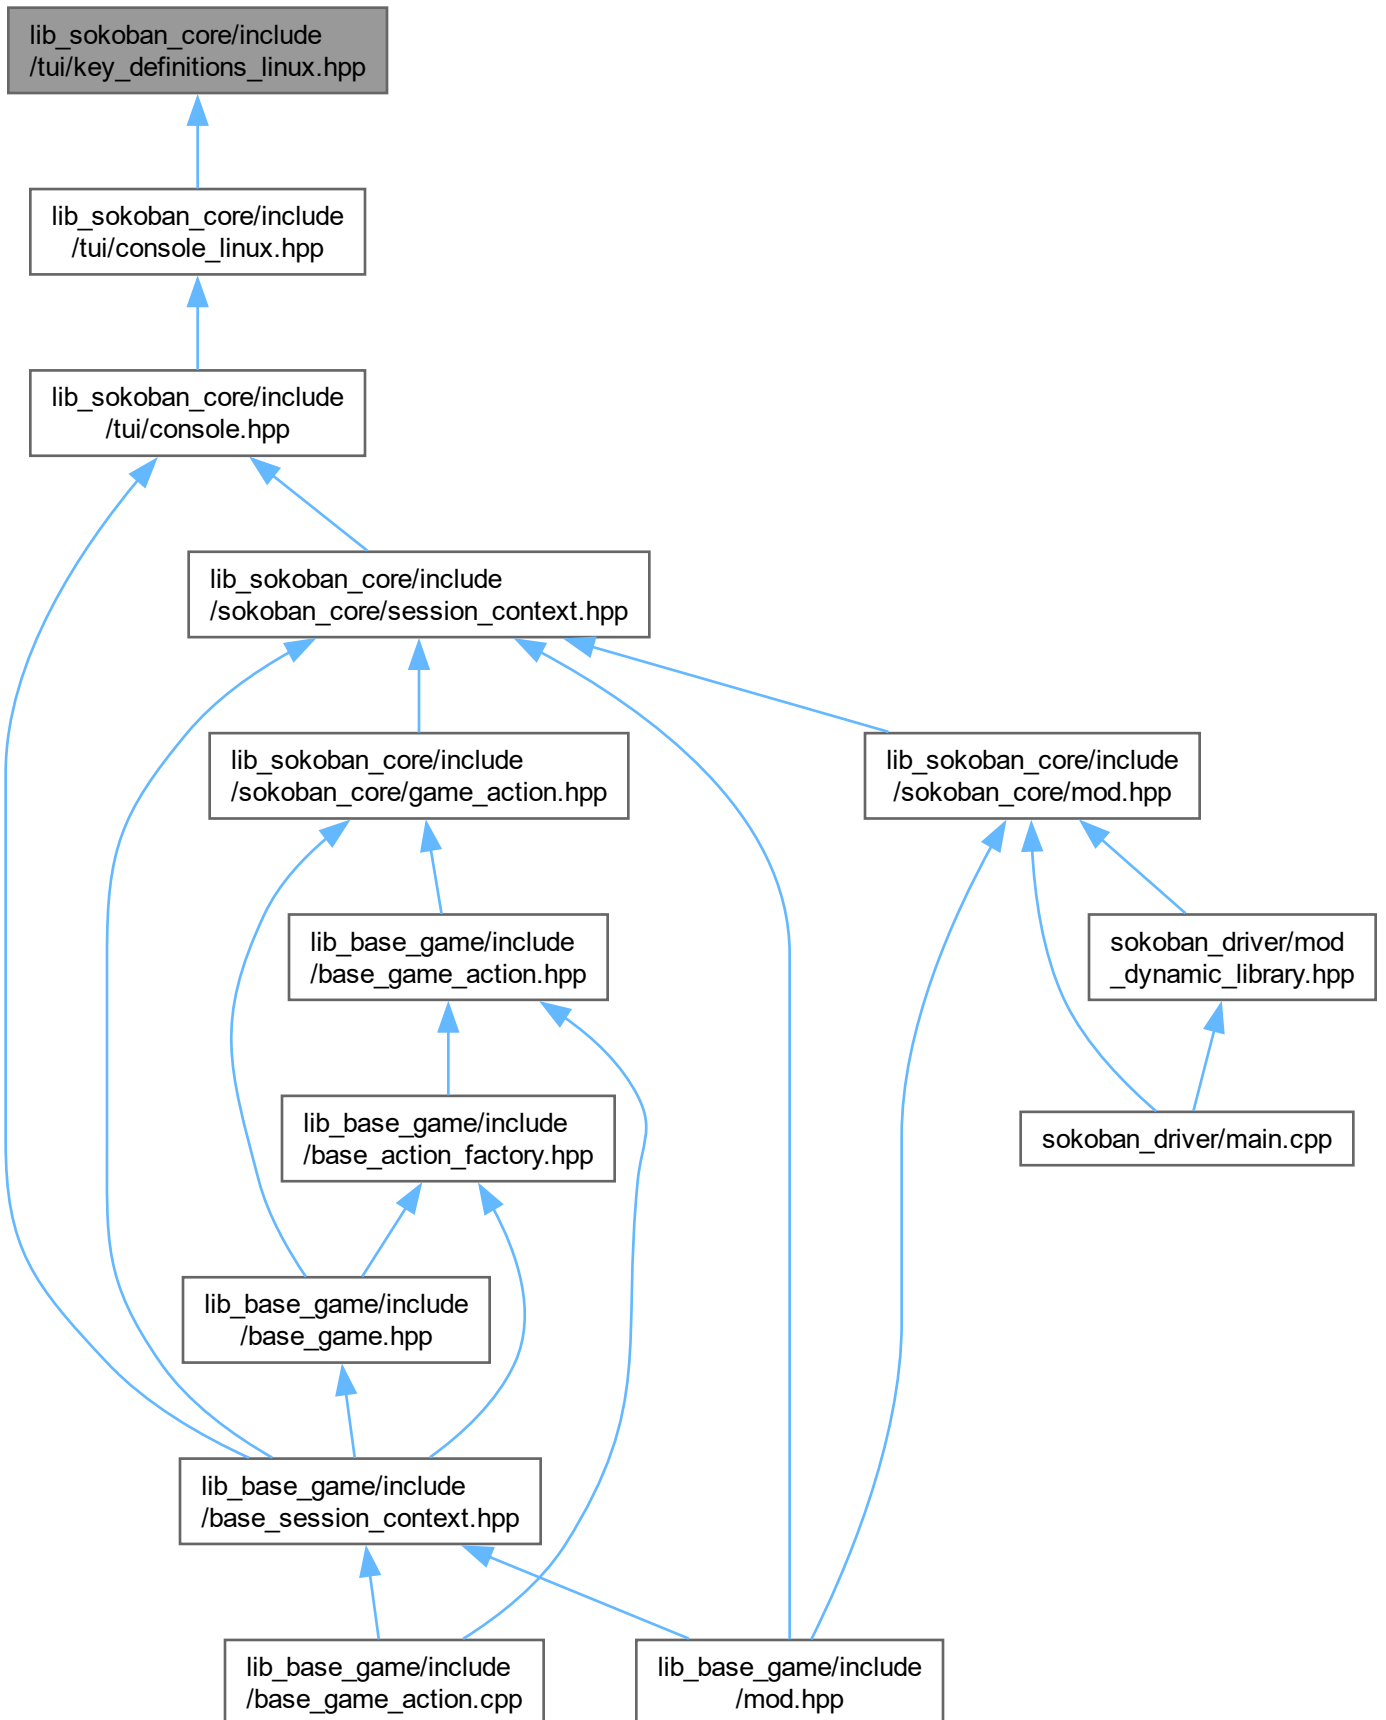 lib_sokoban_core/include
/tui/key_definitions_linux.hpp
lib_sokoban_core/include
/tui/console_linux.hpp
lib_sokoban_core/include
/tui/console.hpp
lib_sokoban_core/include
/sokoban_core/session_context.hpp
lib_sokoban_core/include
/sokoban_core/game_action.hpp
lib_sokoban_core/include
/sokoban_core/mod.hpp
lib_base_game/include
/base_game_action.hpp
sokoban_driver/mod
_dynamic_library.hpp
lib_base_game/include
/base_action_factory.hpp
sokoban_driver/main.cpp
lib_base_game/include
/base_game.hpp
lib_base_game/include
/base_session_context.hpp
lib_base_game/include
/base_game_action.cpp
lib_base_game/include
/mod.hpp